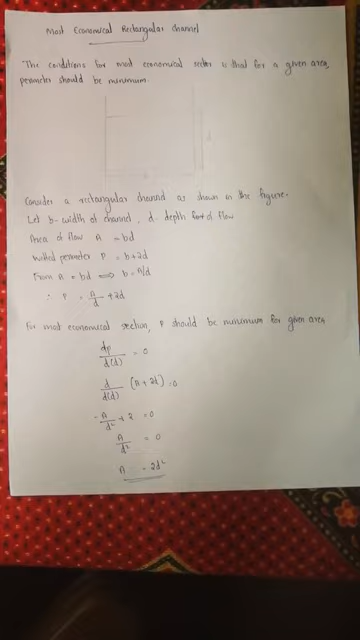 Most Economical Rectangular channel
The conditions for most economical section is that for a given area,
perimeter should be minimum.
Consider a rectangular channel as shown in the figure.
Let b- width of channel, d- depth of flow
Area of flow A = bd
Wetted perimeter P = b+2d
From A = bd ⟹ b = A/d
∴ P = A/d +2d
For most economical section, P should be minimum for given area,
dp/d(d) = 0
d/d(d) [A + 2d] = 0
-A/d² + 2 = 0
A/d² = 0
A = 2d²